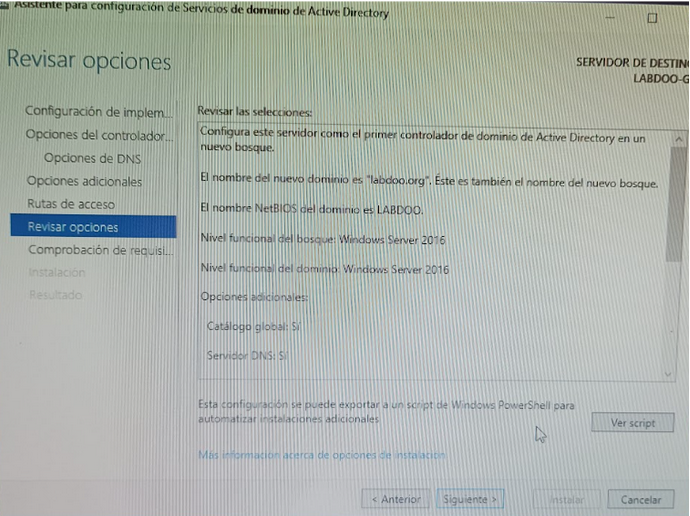 Asistente para configuración de Servicios de dominio de Active Directory
Revisar opciones
SERVIDOR DE DESTINO
LABDOO-G
Configuración de implem...
Opciones del controlador...
Opciones de DNS
Opciones adicionales
Rutas de acceso
Revisar opciones
Comprobación de requisi...
Instalación
Resultado
Revisar las selecciones:
Configura este servidor como el primer controlador de dominio de Active Directory en un
nuevo bosque.
El nombre del nuevo dominio es "labdoo.org". Éste es también el nombre del nuevo bosque.
El nombre NetBIOS del dominio es LABDOO.
Nivel funcional del bosque: Windows Server 2016
Nivel funcional del dominio: Windows Server 2016
Opciones adicionales:
Catálogo global: Sí
Servidor DNS: Sí
Esta configuración se puede exportar a un script de Windows PowerShell para
automatizar instalaciones adicionales
Ver script
Más información acerca de opciones de instalación
< Anterior
Siguiente >
Instalar
Cancelar